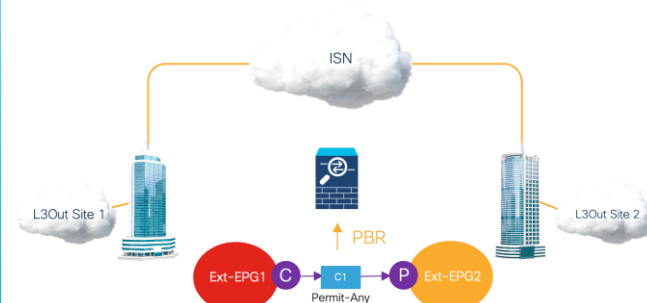 ISN
L3Out Site 1
L3Out Site 2
PBR
Ext-EPG1
C
C1
P
Ext-EPG2
Permit-Any